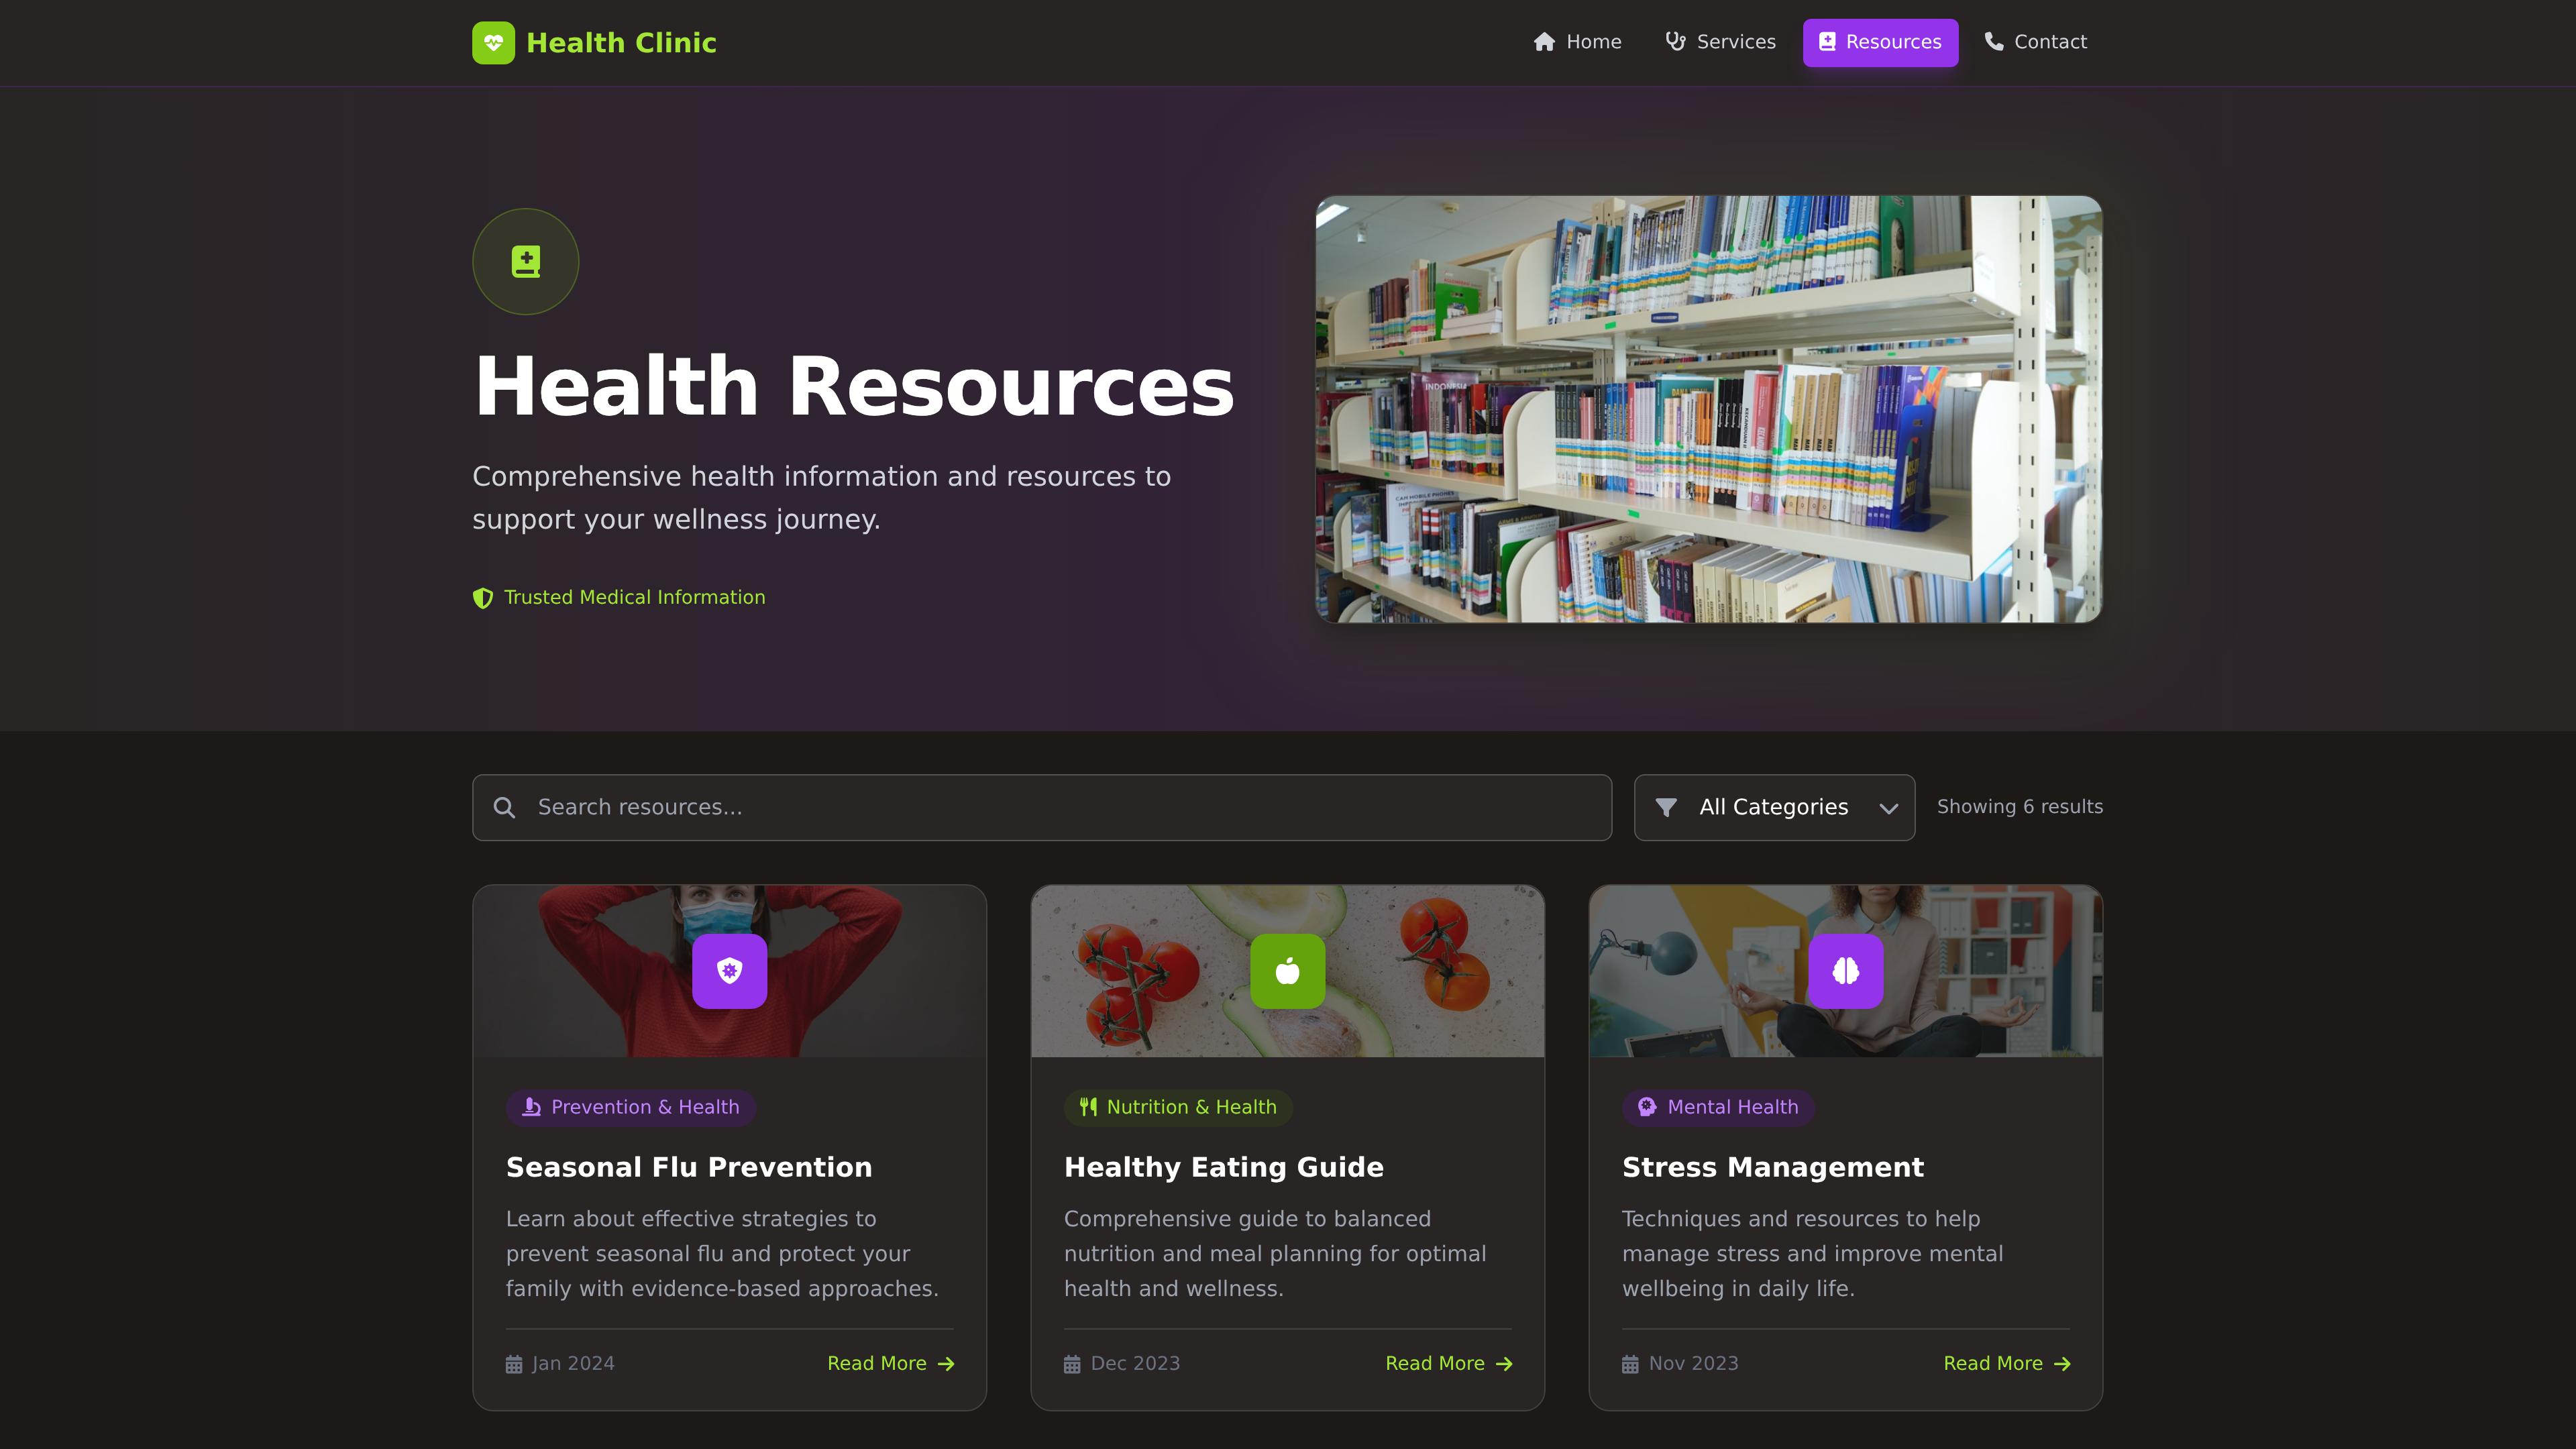 Health Clinic
Home
Services
Resources
Contact
Health Resources
Comprehensive health information and resources to
support your wellness journey.
Trusted Medical Information
INDONESIA
Search resources...
All Categories
Showing 6 results
Prevention & Health
Seasonal Flu Prevention
Learn about effective strategies to
prevent seasonal flu and protect your
family with evidence-based approaches.
Jan 2024
Read More
Nutrition & Health
Healthy Eating Guide
Comprehensive guide to balanced
nutrition and meal planning for optimal
health and wellness.
Dec 2023
Read More
Mental Health
Stress Management
Techniques and resources to help
manage stress and improve mental
wellbeing in daily life.
Nov 2023
Read More